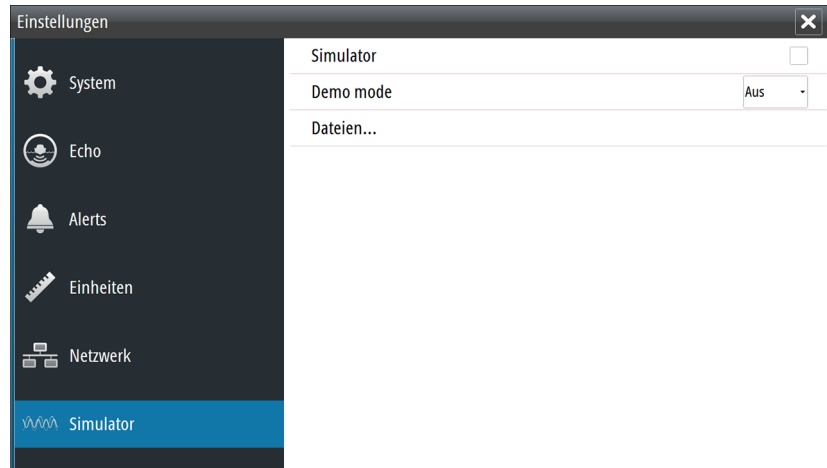 Einstellungen
System
Echo
Alerts
Einheiten
Netzwerk
Simulator
Simulator
Demo mode
Aus
Dateien...